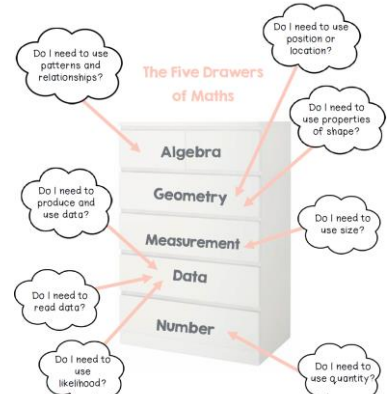 Do I need to use
patterns and
relationships?
Do I need to use
position or
location?
The Five Drawers
of Maths
Do I need to
use properties
of shape?
Algebra
Geometry
Do I need to
produce and
use data?
Do I need to
use size?
Measurement
Data
Do I need to
read data?
Number
Do I need to
use
likelihood?
Do I need to
use quantity?